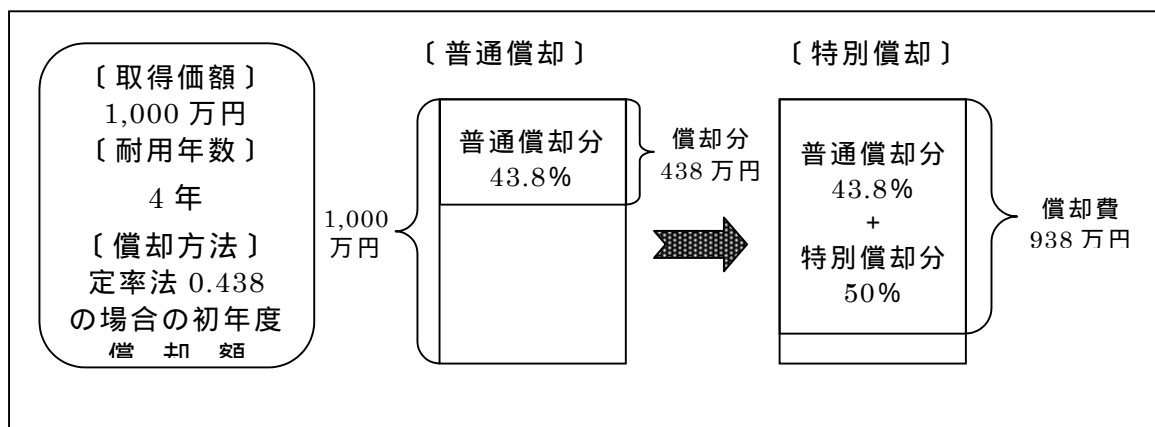 〔取得価額〕
1,000 万円
〔耐用年数〕
4 年
〔償却方法〕
定率法 0.438
の場合の初年度
償却額
〔普通償却〕
1,000
万円
普通償却分
43.8%
償却分
438 万円
〔特別償却〕
普通償却分
43.8%
+
特別償却分
50%
償却費
938 万円